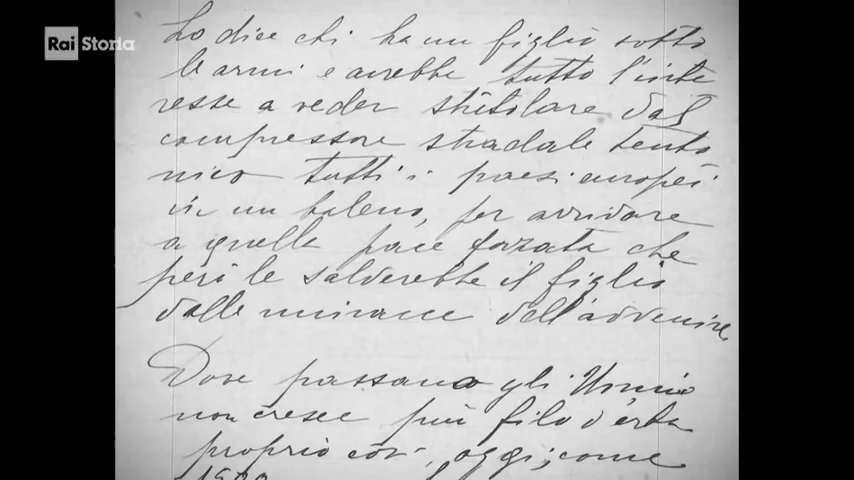 Rai Storia
Lo dice chi ha un figlio sotto
le armi e avrebbe tutto l'inte
resse a veder stritolare dal
compressore stradale teuto
nico tutti i paesi europei
in un baleno, per arrivare
a quella pace forzata che
però le salderebbe il figlio
dalle minacce dell'avvenire.
Dove passano gli Unni
non cresce più filo d'erba
proprio così, oggi, come